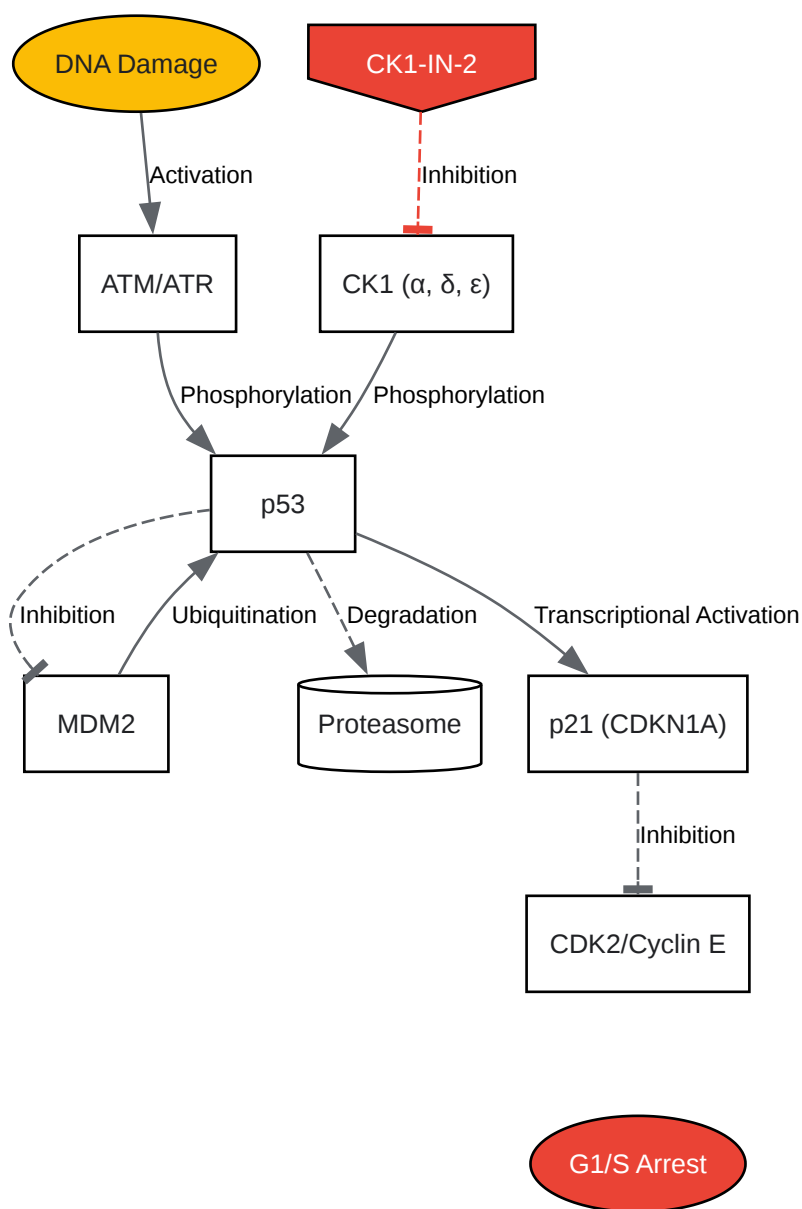 DNA Damage
CK1-IN-2
Activation
Inhibition
ATM/ATR
CK1 (α, δ, ε)
Phosphorylation
Phosphorylation
p53
Inhibition
Ubiquitination
Degradation
Transcriptional Activation
MDM2
Proteasome
p21 (CDKN1A)
Inhibition
CDK2/Cyclin E
G1/S Arrest